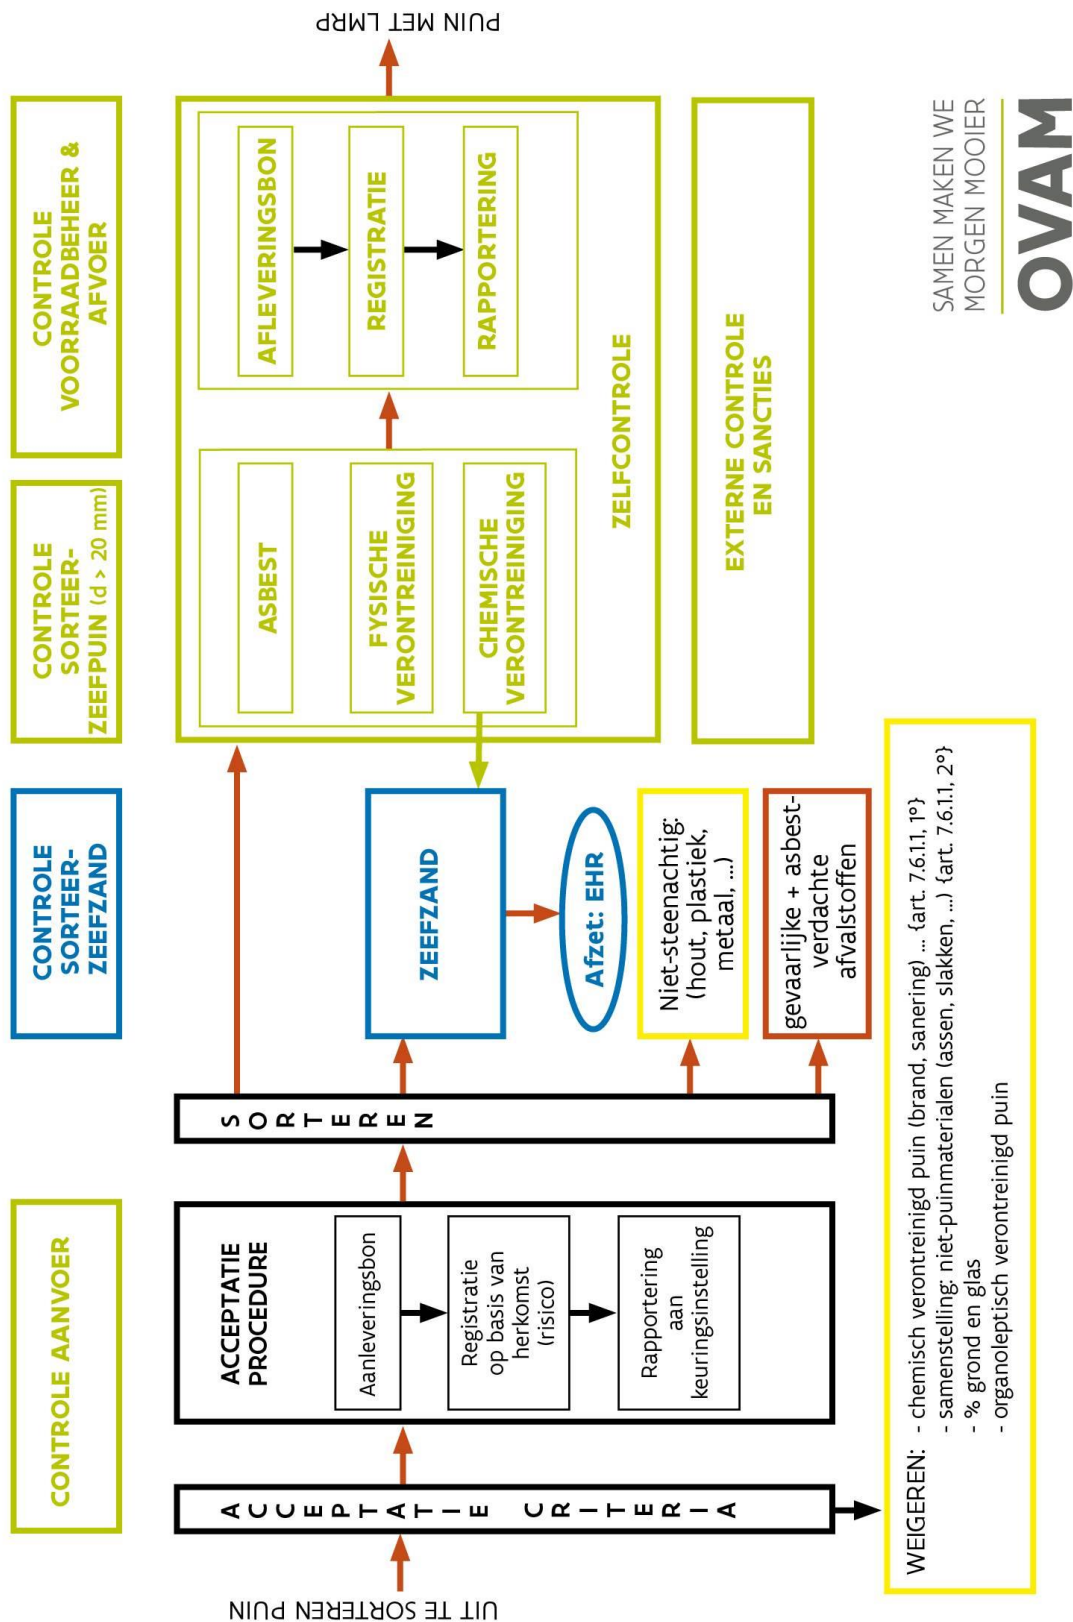 CONTROLE AANVOER
CONTROLE
SORTEER-
ZEEFZAND
CONTROLE
SORTEER-
ZEEFPUIN (d > 20 mm)
CONTROLE
VOORRAADBEHEER &
AFVOER
UIT TE SORTEREN PUIN
ACCEPTATIE CRITERIA
ACCEPTATIE
PROCEDURE
Aanleveringsbon
Registratie
op basis van
herkomst
(risico)
Rapportering
aan
keuringsinstelling
SORTEREN
ZEEFZAND
Afzet: EHR
Niet-steenachtig:
(hout, plastiek,
metaal, ...)
gevaarlijke + asbest-
verdachte
afvalstoffen
ASBEST
FYSISCHE
VERONTREINIGING
CHEMISCHE
VERONTREINIGING
AFLEVERINGSBON
REGISTRATIE
RAPPORTERING
ZELFCONTROLE
PUIN MET LMRP
EXTERNE CONTROLE
EN SANCTIES
WEIGEREN: - chemisch verontreinigd puin (brand, sanering) ... {art. 7.6.1.1, 1°}
- samenstelling: niet-puinmaterialen (assen, slakken, ...) {art. 7.6.1.1, 2°}
- % grond en glas
- organoleptisch verontreinigd puin
SAMEN MAKEN WE
MORGEN MOOIER
OVAM